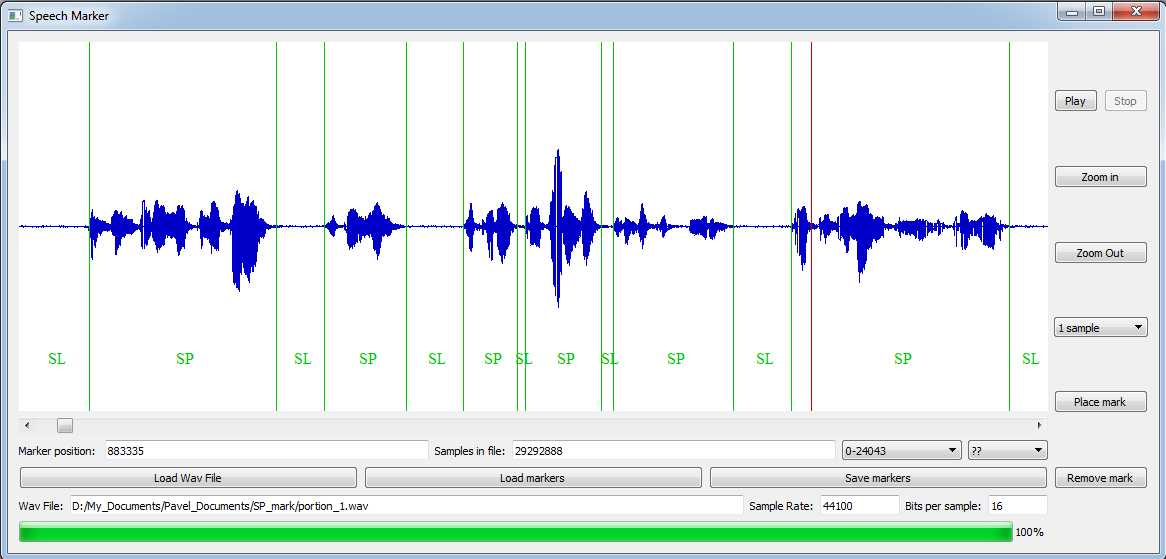 Speech Marker
Play Stop
Zoom in
Zoom Out
1 sample
SL SP SL SP SL SP SL SP SL SP SL SP SL
Place mark
Marker position: 883335 Samples in file: 29292888 0-24043 ??
Load Wav File Load markers Save markers Remove mark
Wav File: D:/My_Documents/Pavel_Documents/SP_mark/portion_1.wav Sample Rate: 44100 Bits per sample: 16
100%